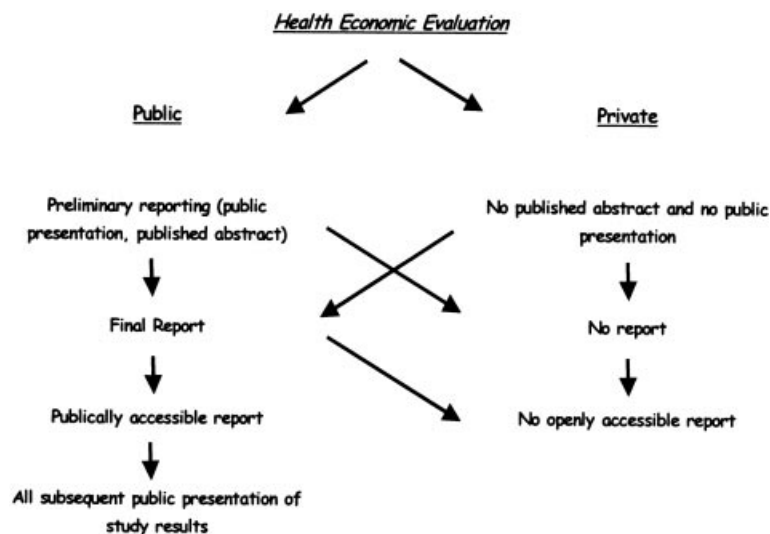 Health Economic Evaluation
Public
Private
Preliminary reporting (public
presentation, published abstract)
No published abstract and no public
presentation
Final Report
No report
Publically accessible report
No openly accessible report
All subsequent public presentation of
study results